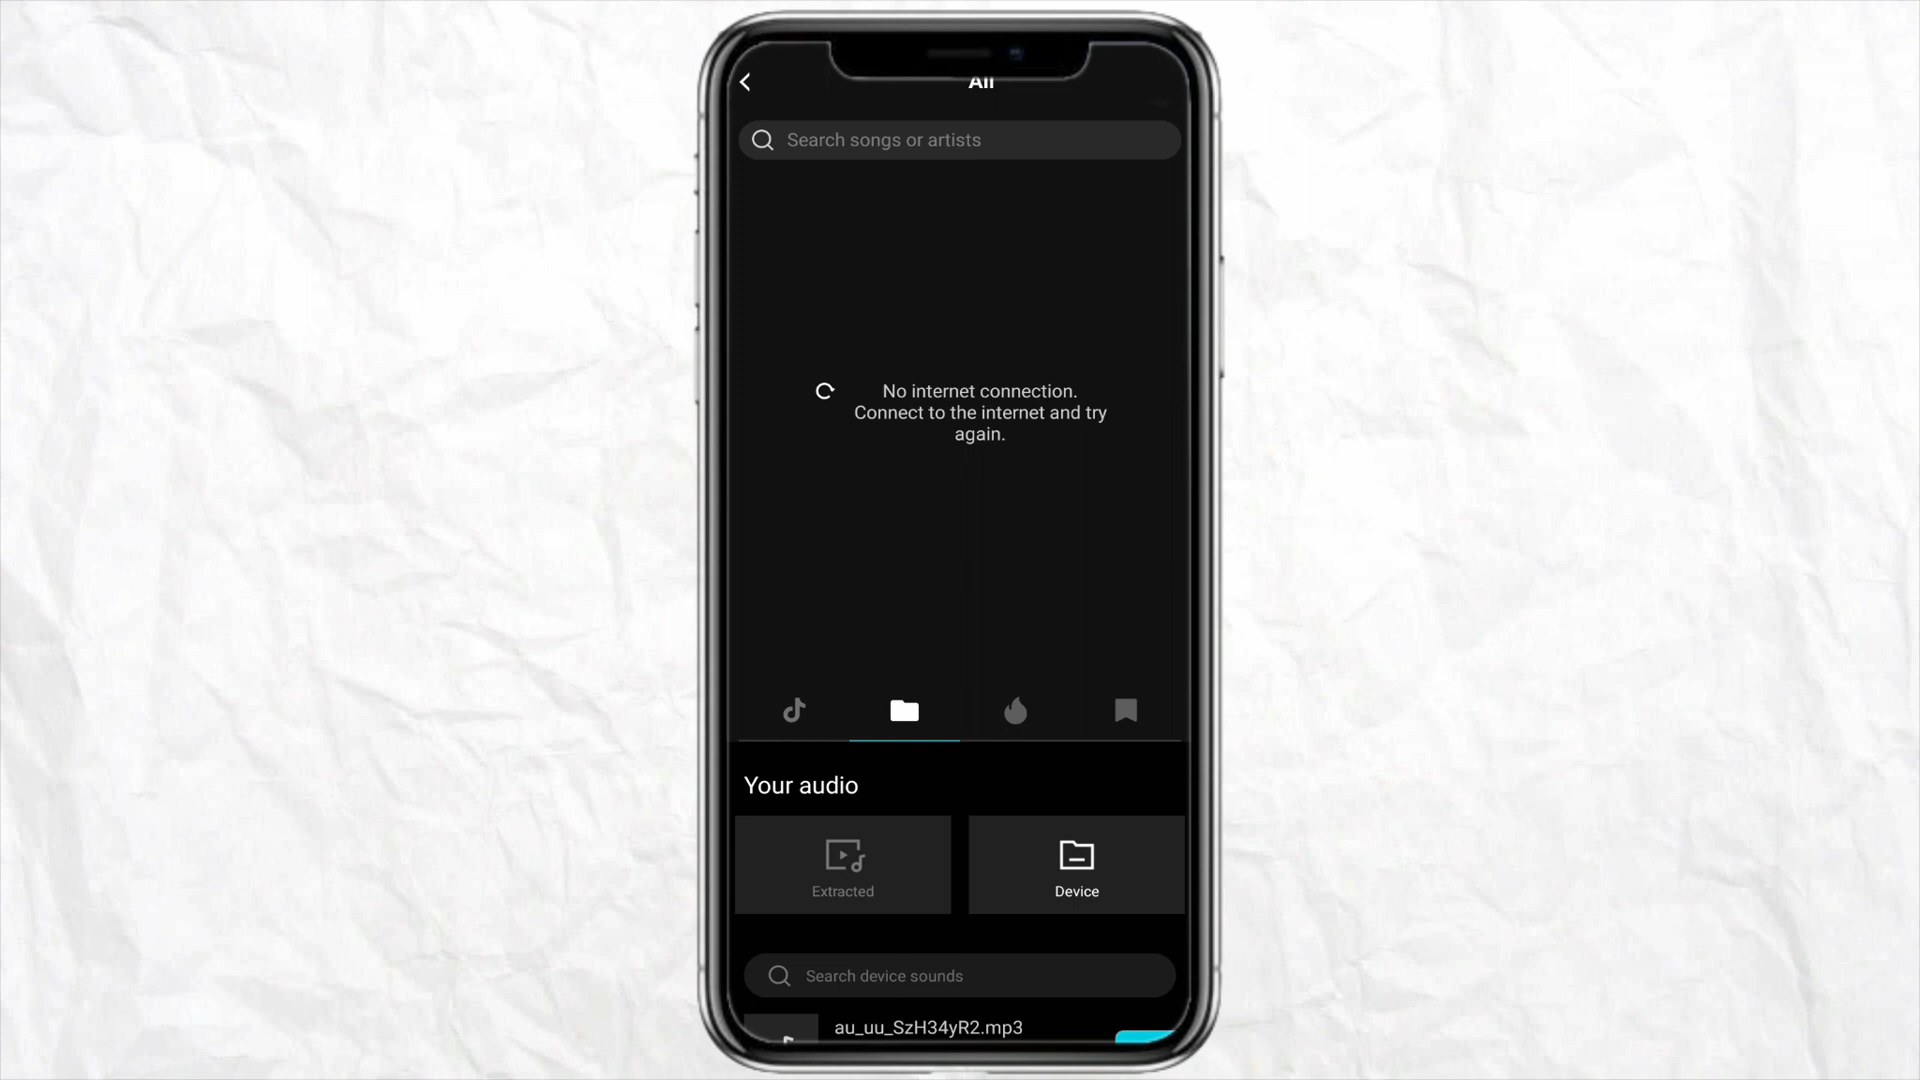 All
Search songs or artists
No internet connection.
Connect to the internet and try
again.
Your audio
Extracted
Device
Search device sounds
au_uu_SzH34yR2.mp3